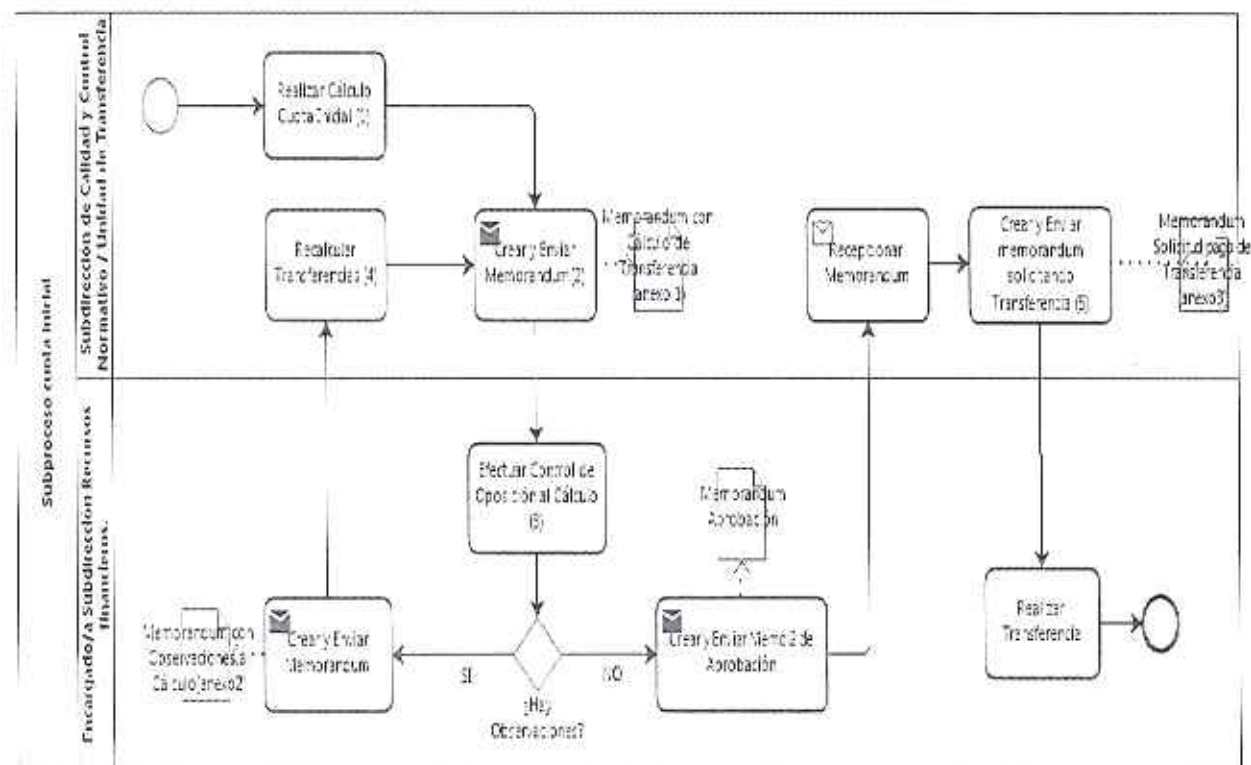 Subproceso cuota Inicial
Subdirección de Calidad y Control
Normativo / Unidad de Transferencia
Realizar Cálculo
Cuota Inicial (1)
Recalcular
Transferencias (4)
Crear y Enviar
Memorandum (2)
Memorandum con
Cálculo de
Transferencia
(anexo 1)
Recepcionar
Memorandum
Crear y Enviar
memorandum
solicitando
Transferencia (5)
Memorandum
Solicitud pago de
Transferencia
(anexo3)
Encargado/a Subdirección Recursos
financieros.
Efectuar Control de
Oposición al Cálculo
(3)
Memorandum
Aprobación
Memorandum con
Observaciones a
Cálculo (anexo2)
Crear y Enviar
Memorandum
SI
¿Hay
Observaciones?
NO
Crear y Enviar Memo 2 de
Aprobación
Realizar
Transferencia